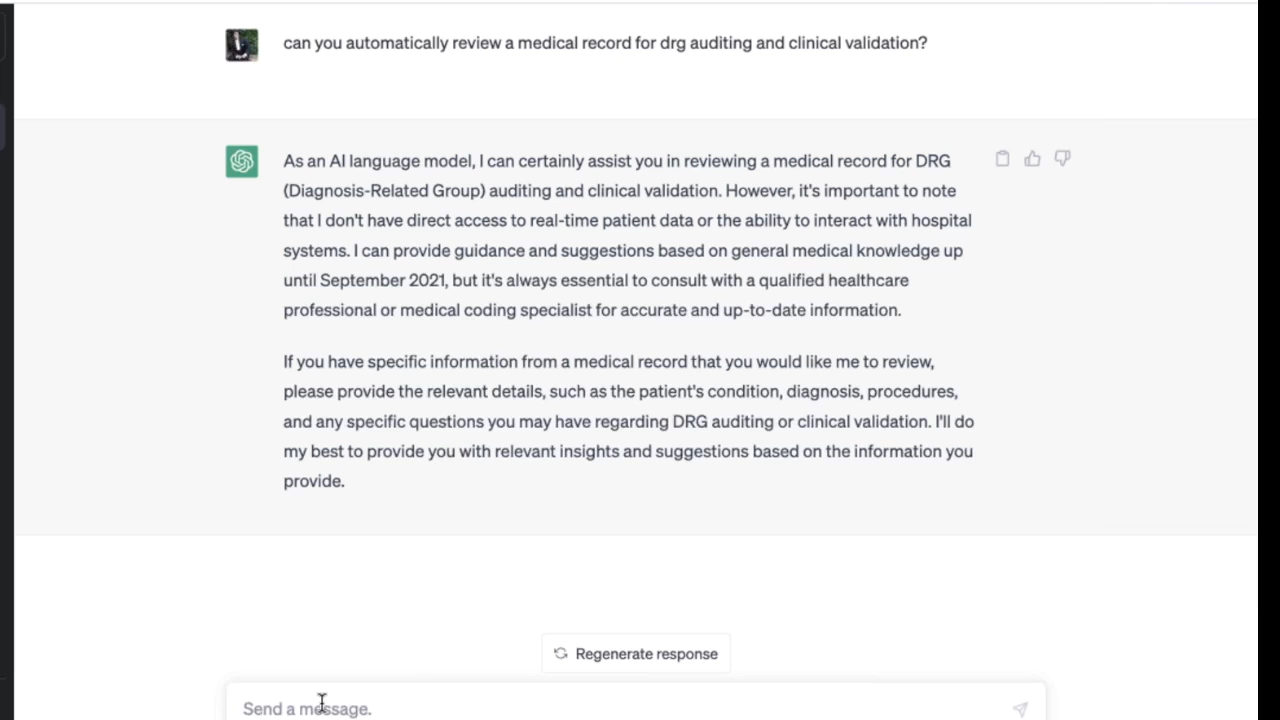 can you automatically review a medical record for drg auditing and clinical validation?
As an AI language model, I can certainly assist you in reviewing a medical record for DRG
(Diagnosis-Related Group) auditing and clinical validation. However, it's important to note
that I don't have direct access to real-time patient data or the ability to interact with hospital
systems. I can provide guidance and suggestions based on general medical knowledge up
until September 2021, but it's always essential to consult with a qualified healthcare
professional or medical coding specialist for accurate and up-to-date information.
If you have specific information from a medical record that you would like me to review,
please provide the relevant details, such as the patient's condition, diagnosis, procedures,
and any specific questions you may have regarding DRG auditing or clinical validation. I'll do
my best to provide you with relevant insights and suggestions based on the information you
provide.
Regenerate response
Send a message.